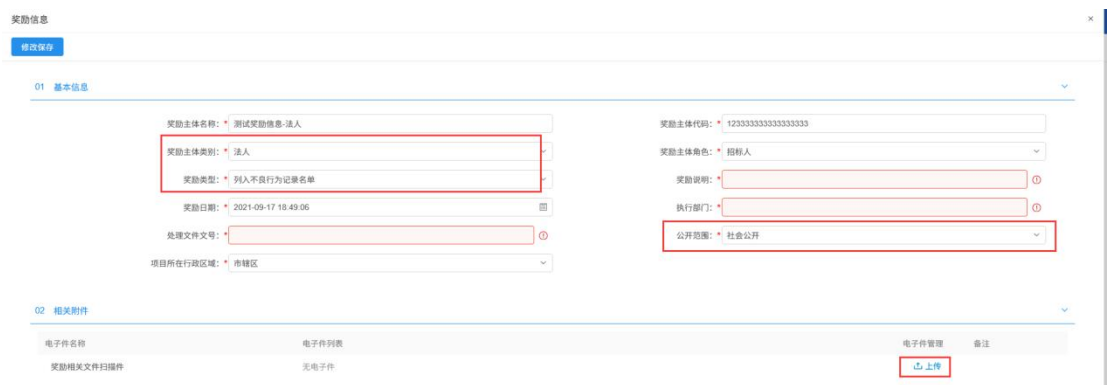 奖励信息 ×
修改保存
01 基本信息
奖励主体名称: * 测试奖励信息-法人 奖励主体代码: * 123333333333333333
奖励主体类别: * 法人 奖励主体角色: * 招标人
奖励类型: * 列入不良行为记录名单 奖励说明: *
奖励日期: * 2021-09-17 18:49:06 执行部门: *
处理文件文号: * 公开范围: * 社会公开
项目所在行政区域: * 市辖区
02 相关附件
电子件名称 电子件列表 电子件管理 备注
奖励相关文件扫描件 无电子件 上传